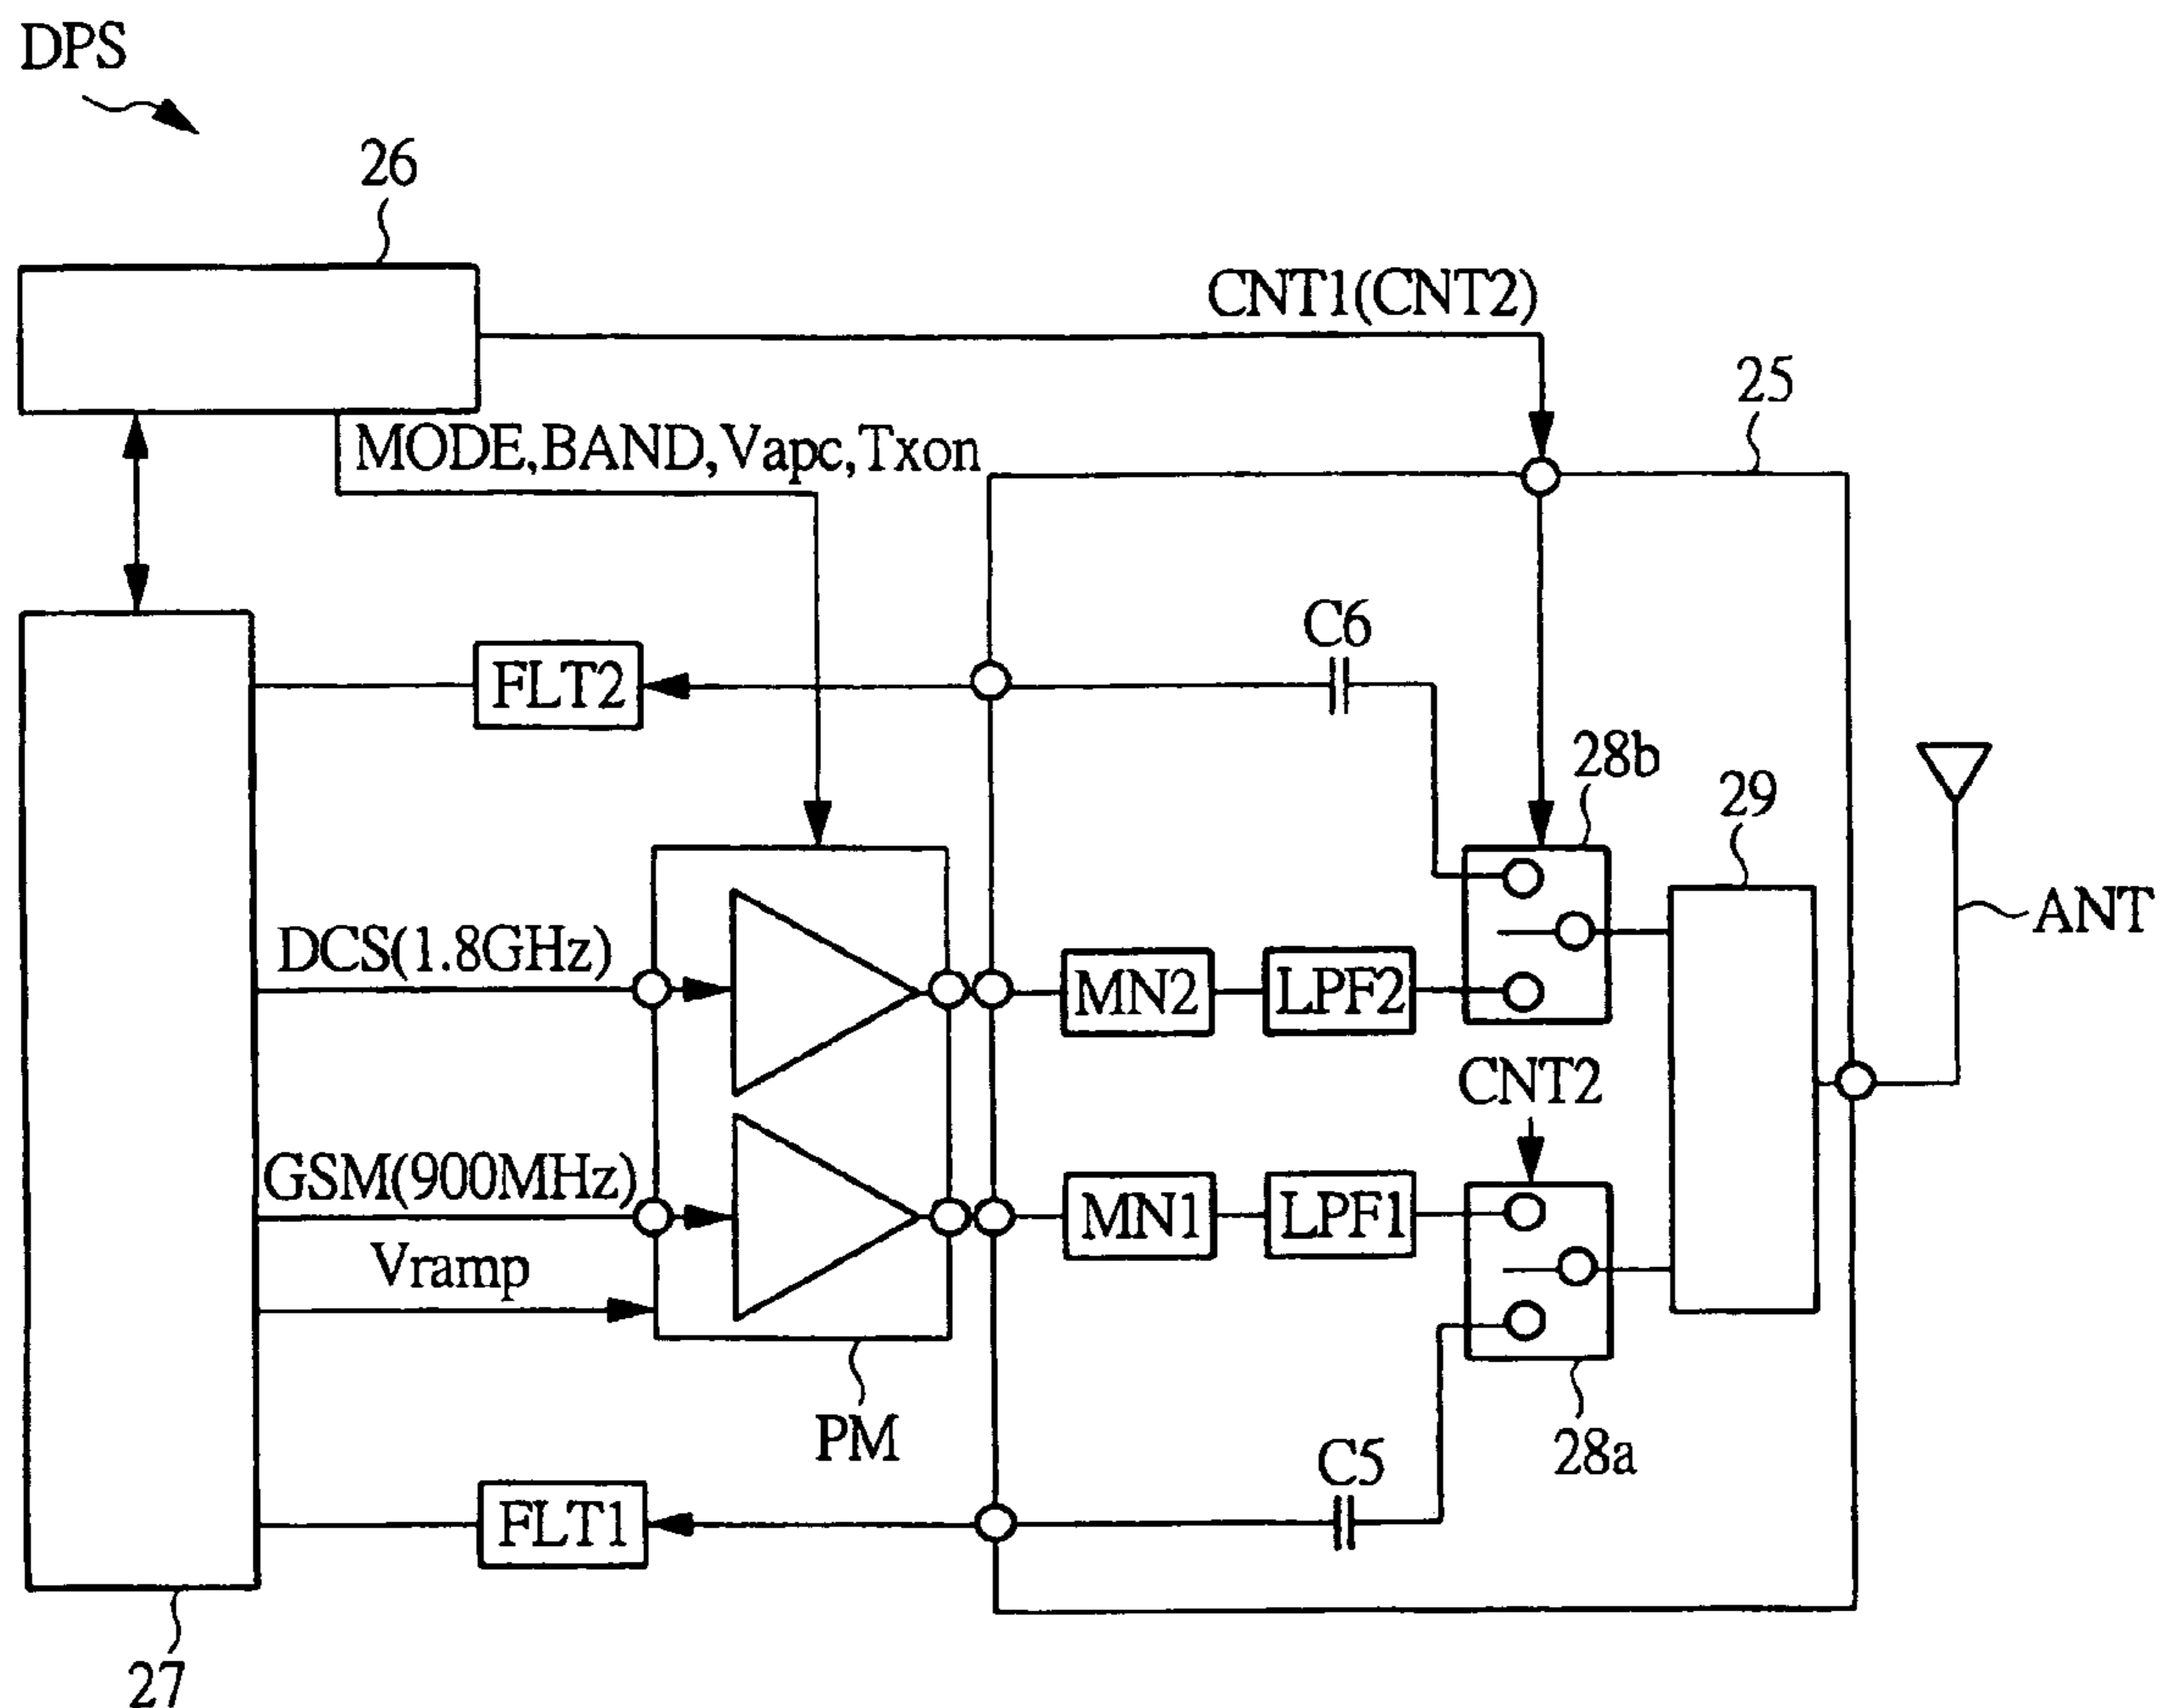 DPS
26
CNT1(CNT2)
25
MODE,BAND,Vapc,Txon
C6
FLT2
28b
29
ANT
DCS(1.8GHz)
MN2
LPF2
CNT2
GSM(900MHz)
MN1
LPF1
Vramp
PM
C5
28a
FLT1
27